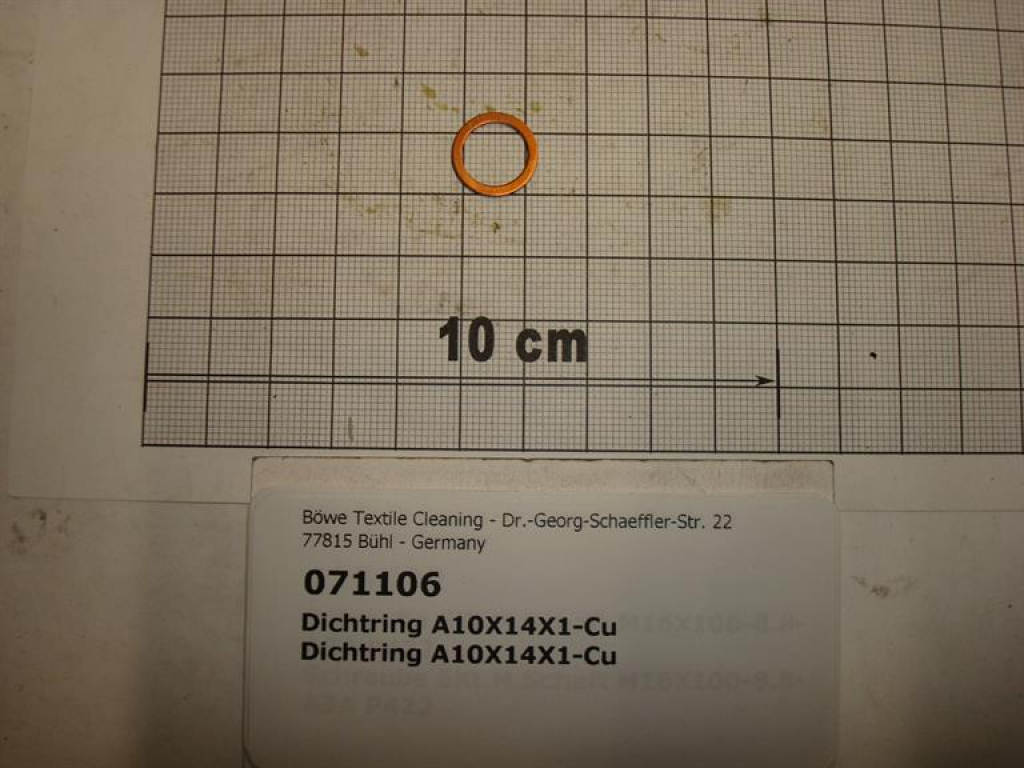 10 cm
Böwe Textile Cleaning - Dr.-Georg-Schaeffler-Str. 22
77815 Bühl - Germany
071106
Dichtring A10X14X1-Cu
Dichtring A10X14X1-Cu